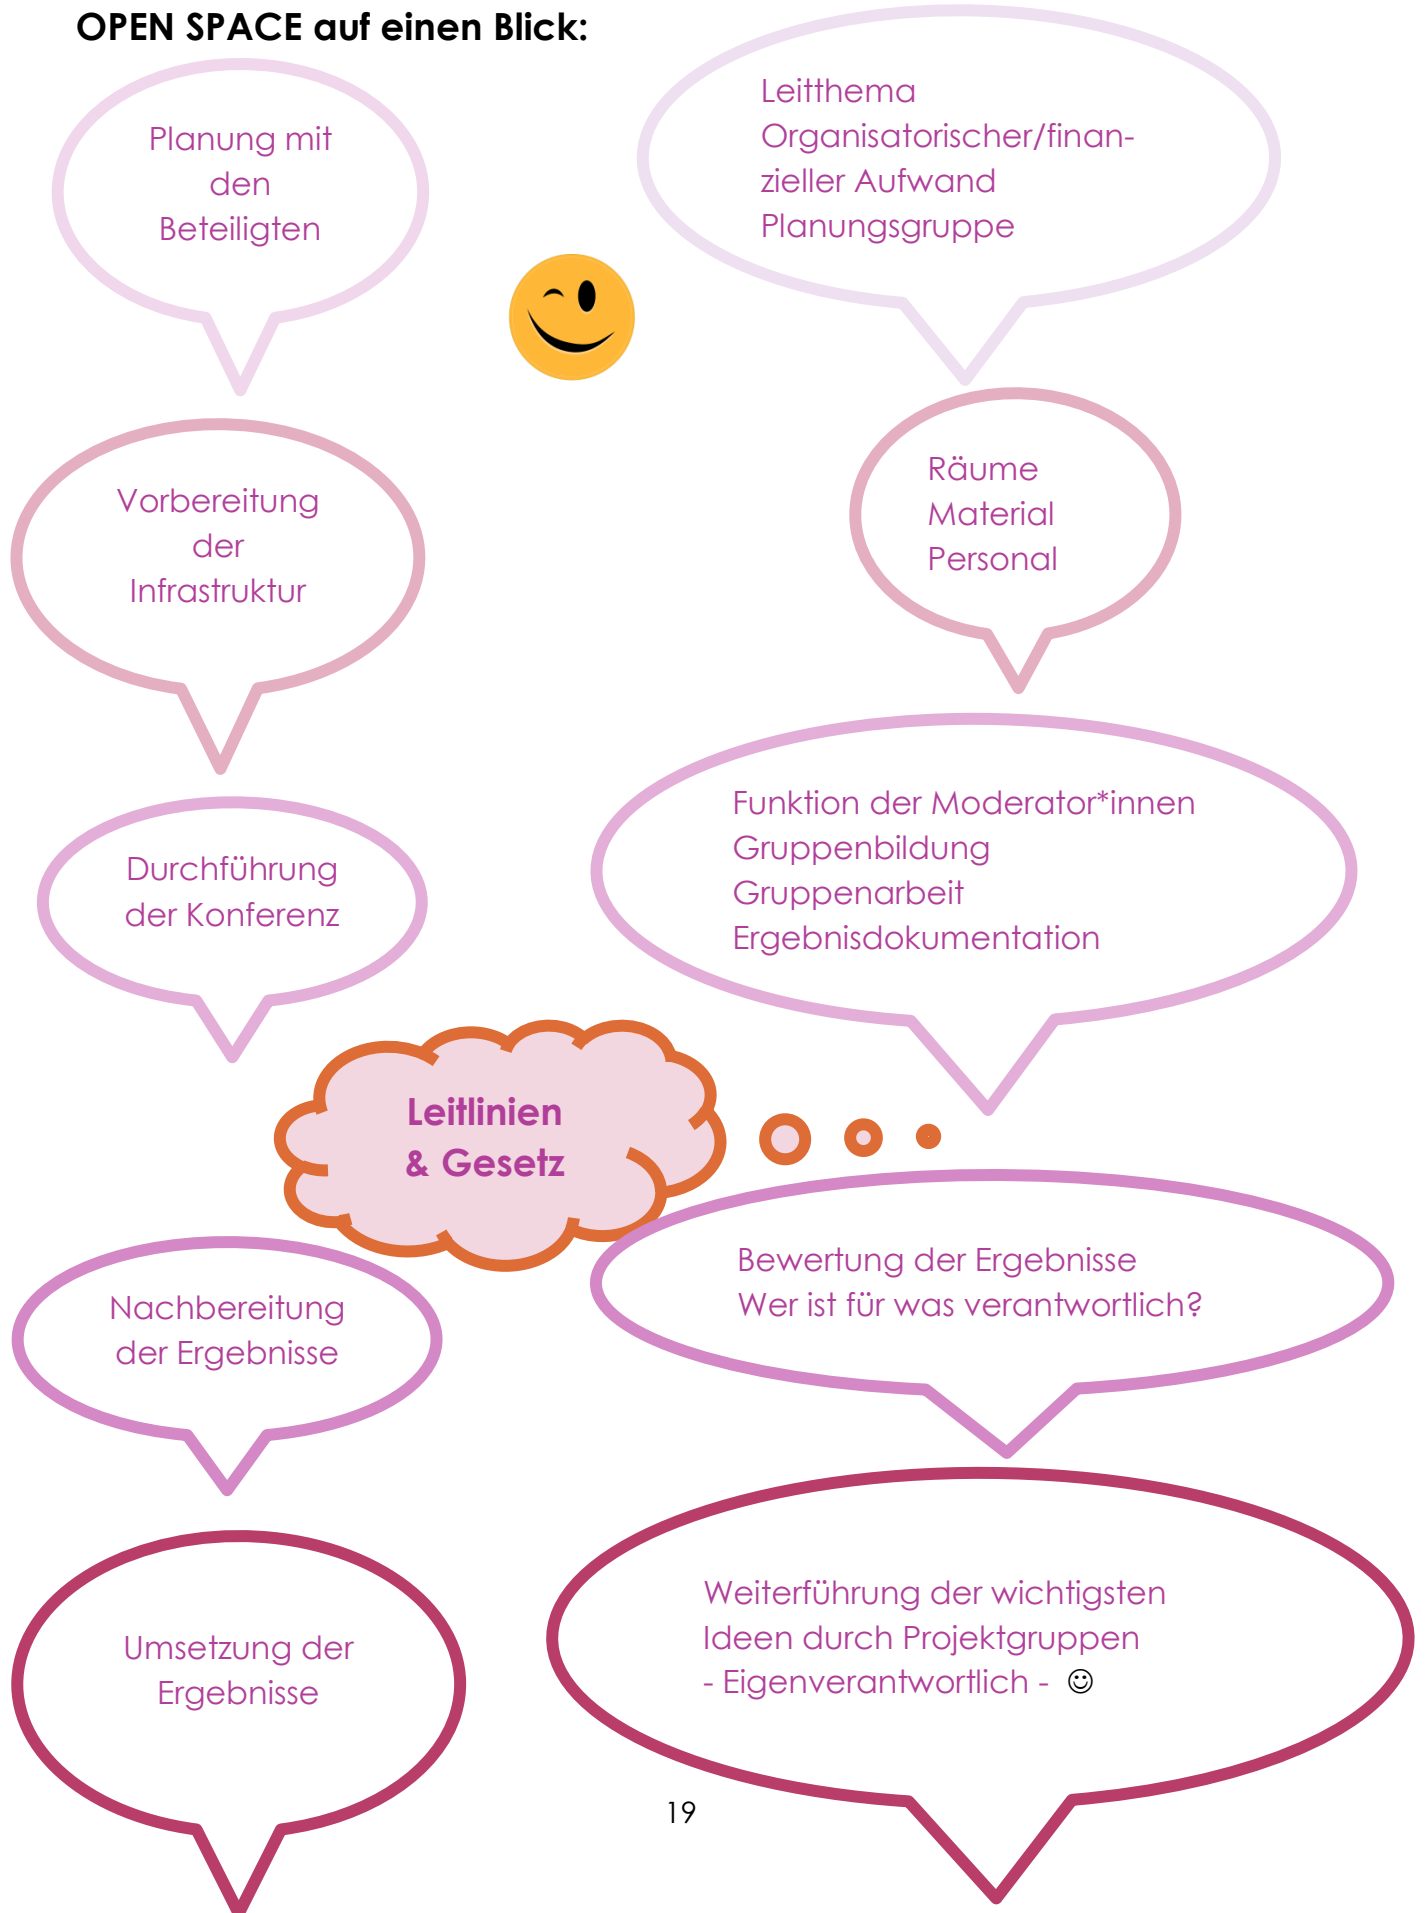 OPEN SPACE auf einen Blick:
Planung mit
den
Beteiligten
Leitthema
Organisatorischer/finan-
zieller Aufwand
Planungsgruppe
Vorbereitung
der
Infrastruktur
Räume
Material
Personal
Durchführung
der Konferenz
Funktion der Moderator*innen
Gruppenbildung
Gruppenarbeit
Ergebnisdokumentation
Leitlinien
& Gesetz
Nachbereitung
der Ergebnisse
Bewertung der Ergebnisse
Wer ist für was verantwortlich?
Umsetzung der
Ergebnisse
Weiterführung der wichtigsten
Ideen durch Projektgruppen
- Eigenverantwortlich - ☺
19